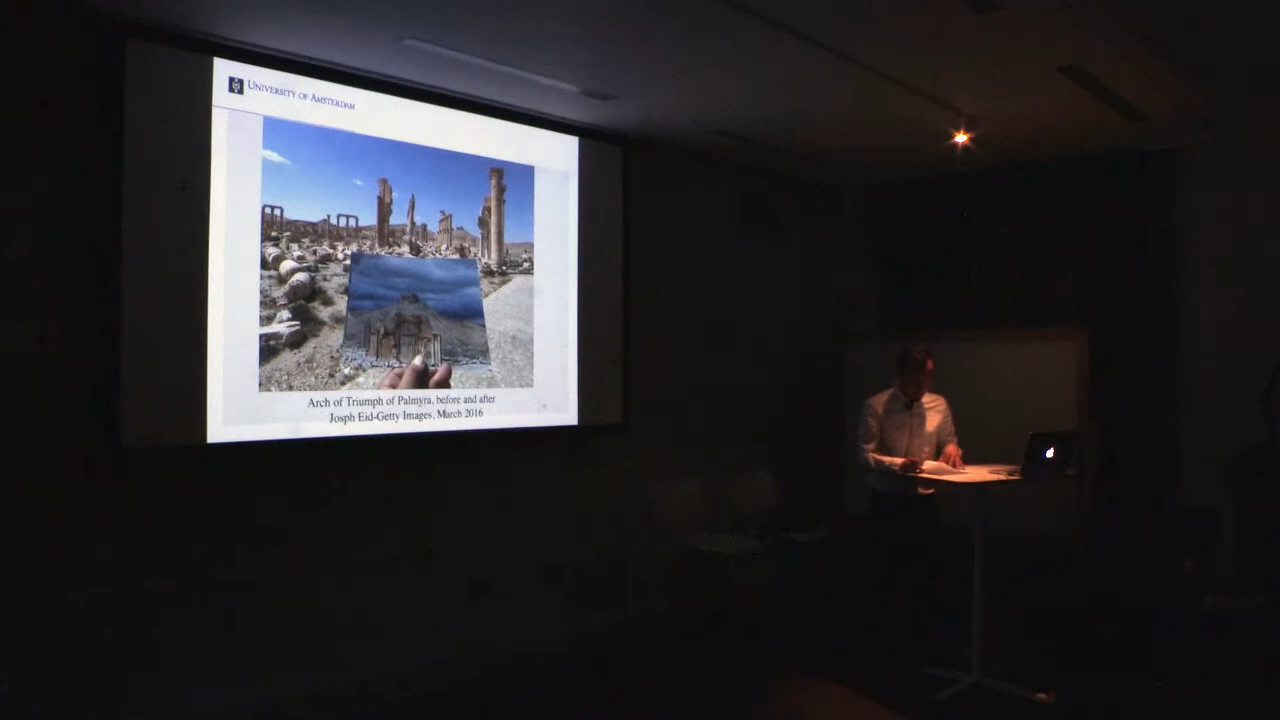 UNIVERSITY OF AMSTERDAM
Arch of Triumph of Palmyra, before and after
Josph Eid-Getty Images, March 2016